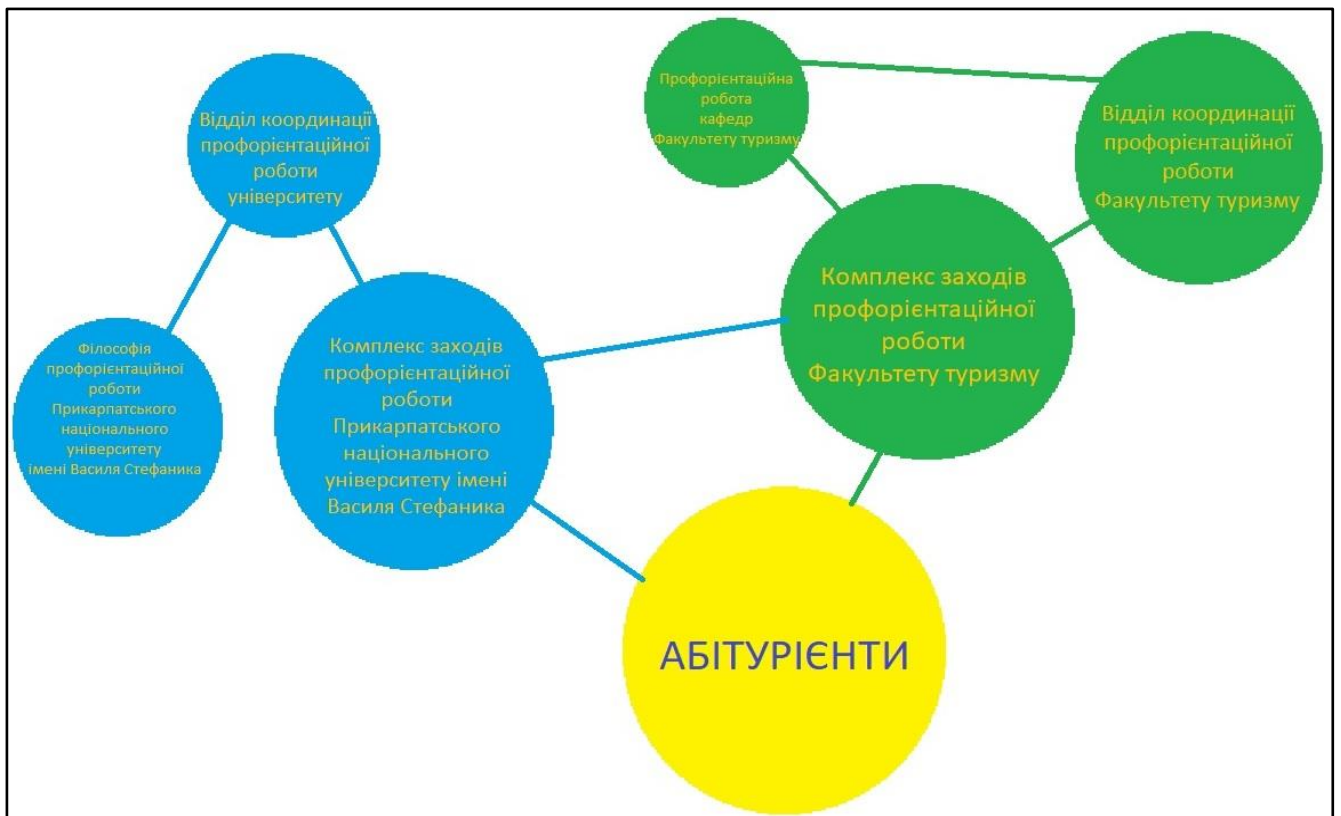 Відділ координації
профорієнтаційної
роботи
університету
Філософія
профорієнтаційної
роботи
Прикарпатського
національного
університету
імені Василя Стефаника
Комплекс заходів
профорієнтаційної
роботи
Прикарпатського
національного
університету імені
Василя Стефаника
Профорієнтаційна
робота
кафедр
Факультету туризму
Відділ координації
профорієнтаційної
роботи
Факультету туризму
Комплекс заходів
профорієнтаційної
роботи
Факультету туризму
АБІТУРІЄНТИ